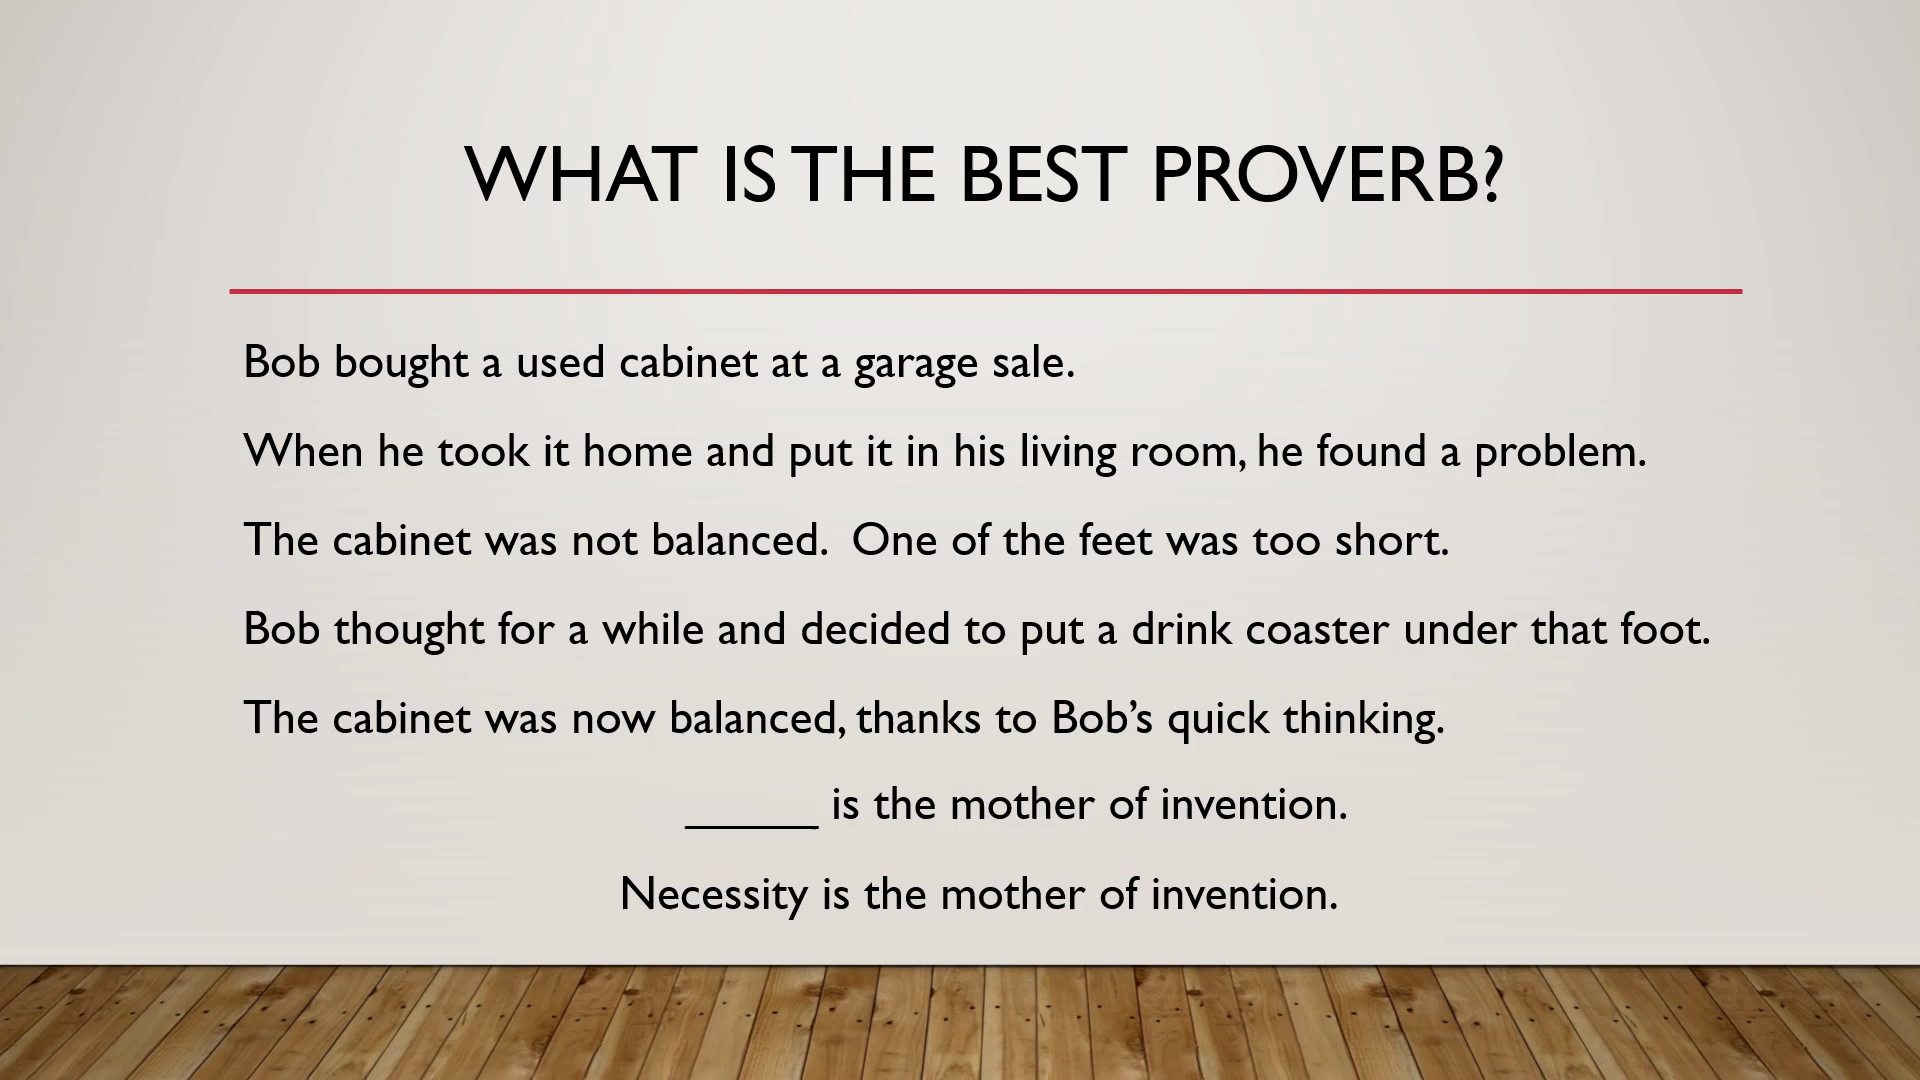 WHAT IS THE BEST PROVERB?
Bob bought a used cabinet at a garage sale.
When he took it home and put it in his living room, he found a problem.
The cabinet was not balanced.  One of the feet was too short.
Bob thought for a while and decided to put a drink coaster under that foot.
The cabinet was now balanced, thanks to Bob’s quick thinking.
______ is the mother of invention.
Necessity is the mother of invention.